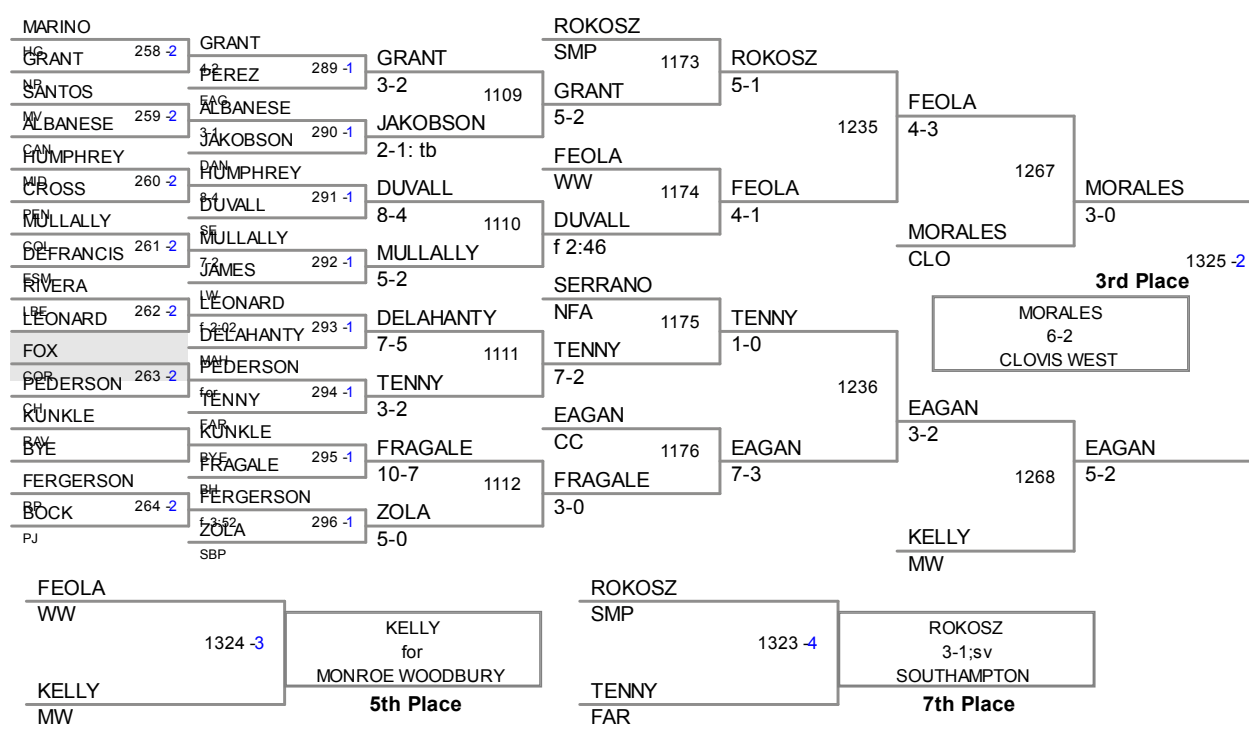 MARINO
HG
258 -2
GRANT
NP
SANTOS
MV
259 -2
ALBANESE
CAN
HUMPHREY
MID
260 -2
CROSS
PEN
MULLALLY
COL
261 -2
DEFRANCIS
ESM
RIVERA
LBE
262 -2
LEONARD
FOX
COR
263 -2
PEDERSON
CH
KUNKLE
BAY
BYE
FERGERSON
264 -2
BOCK
PJ
GRANT
4-2
289 -1
PEREZ
EAG
ALBANESE
3-1
290 -1
JAKOBSON
DAN
HUMPHREY
8-4
291 -1
DUVALL
SE
MULLALLY
7-2
292 -1
JAMES
LW
LEONARD
f 2:02
293 -1
DELAHANTY
MAH
PEDERSON
for
294 -1
TENNY
FAR
KUNKLE
BYE
295 -1
FRAGALE
BH
FERGERSON
f 3:52
296 -1
ZOLA
SBP
GRANT
3-2
1109
JAKOBSON
2-1: tb
DUVALL
8-4
1110
MULLALLY
5-2
DELAHANTY
7-5
1111
TENNY
3-2
FRAGALE
10-7
1112
ZOLA
5-0
ROKOSZ
SMP
1173
GRANT
5-2
FEOLA
WW
1174
DUVALL
f 2:46
SERRANO
NFA
1175
TENNY
7-2
EAGAN
CC
1176
FRAGALE
3-0
ROKOSZ
5-1
1235
FEOLA
4-1
TENNY
1-0
1236
EAGAN
7-3
FEOLA
4-3
1267
MORALES
CLO
EAGAN
3-2
1268
KELLY
MW
MORALES
3-0
1325 -2
3rd Place
MORALES
6-2
CLOVIS WEST
EAGAN
5-2
FEOLA
WW
1324 -3
KELLY
MW
KELLY
for
MONROE WOODBURY
5th Place
ROKOSZ
SMP
1323 -4
TENNY
FAR
ROKOSZ
3-1;sv
SOUTHAMPTON
7th Place